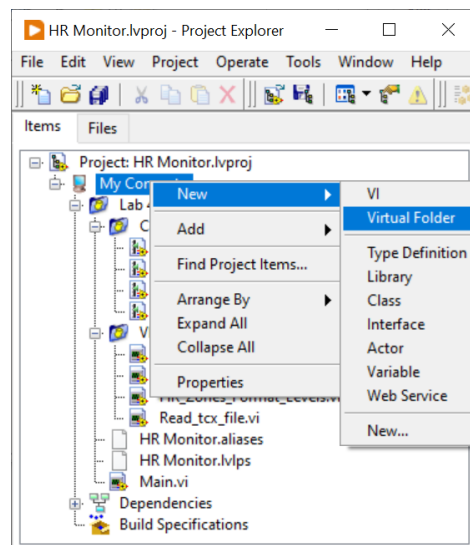 HR Monitor.lvproj - Project Explorer
File Edit View Project Operate Tools Window Help
Items Files
Project: HR Monitor.lvproj
My
New
VI
Lab
Virtual Folder
C
Add
Type Definition
Find Project Items...
Library
Class
Arrange By
Interface
Expand All
Actor
Collapse All
V
Variable
Properties
Web Service
Read_tcx_file.vi
New...
HR Monitor.aliases
HR Monitor.lvlps
Main.vi
Dependencies
Build Specifications